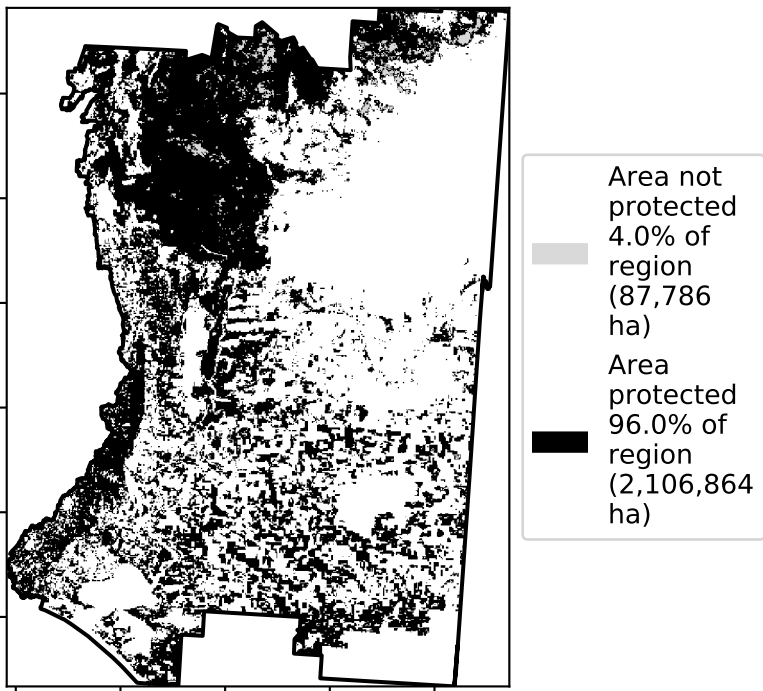 Area not
protected
4.0% of
region
(87,786
ha)
Area
protected
96.0% of
region
(2,106,864
ha)